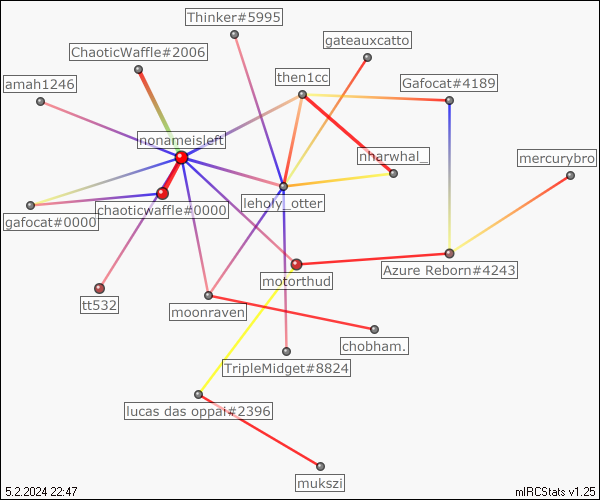 Thinker#5995
gateauxcatto
ChaoticWaffle#2006
then1cc
amah1246
Gafocat#4189
nonameisleft
nharwhal_
mercurybro
leholy_otter
chaoticwaffle#0000
gafocat#0000
Azure Reborn#4243
motorthud
tt532
moonraven
chobham.
TripleMidget#8824
lucas das oppai#2396
mukszi
5.2.2024 22:47
mIRCStats v1.25